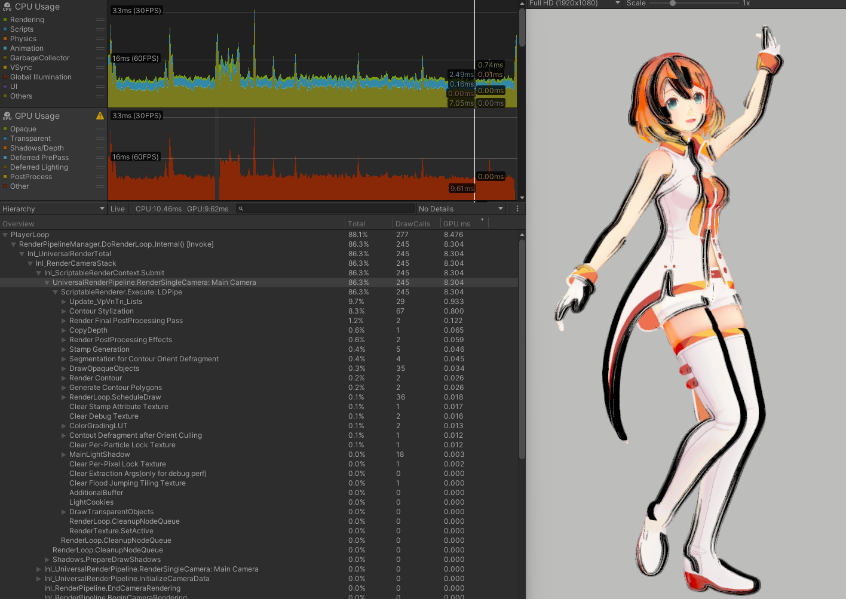 CPU Usage
Rendering
Scripts
Physics
Animation
GarbageCollector
VSync
Global Illumination
UI
Others
33ms (30FPS)
16ms (60FPS)
0.74ms
2.49ms
0.01ms
0.16ms
0.00ms
0.00ms
7.05ms
0.00ms
GPU Usage
Opaque
Transparent
Shadows/Depth
Deferred PrePass
Deferred Lighting
PostProcess
Other
33ms (30FPS)
16ms (60FPS)
0.00ms
9.61ms
Full HD (1920x1080) Scale 1x
Hierarchy Live CPU:10.46ms GPU:9.62ms No Details
Overview Total DrawCalls GPU ms
PlayerLoop 88.1% 277 8.476
RenderPipelineManager.DoRenderLoop_Internal() [Invoke] 86.3% 245 8.304
Inl_UniversalRenderTotal 86.3% 245 8.304
Inl_RenderCameraStack 86.3% 245 8.304
Inl_ScriptableRenderContext.Submit 86.3% 245 8.304
UniversalRenderPipeline.RenderSingleCamera: Main Camera 86.3% 245 8.304
ScriptableRenderer.Execute: LDPipe 86.3% 245 8.304
Update_VpVnTn_Lists 9.7% 29 0.933
Contour Stylization 8.3% 67 0.800
Render Final PostProcessing Pass 1.2% 2 0.122
CopyDepth 0.6% 1 0.065
Render PostProcessing Effects 0.6% 2 0.059
Stamp Generation 0.4% 5 0.046
Segmentation for Contour Orient Defragment 0.4% 4 0.045
DrawOpaqueObjects 0.3% 35 0.034
Render Contour 0.2% 2 0.026
Generate Contour Polygons 0.2% 2 0.026
RenderLoop.ScheduleDraw 0.1% 36 0.018
Clear Stamp Attribute Texture 0.1% 1 0.017
Clear Debug Texture 0.1% 2 0.016
ColorGradingLUT 0.1% 2 0.013
Contout Defragment after Orient Culling 0.1% 1 0.012
Clear Per-Particle Lock Texture 0.1% 1 0.012
MainLightShadow 0.0% 18 0.003
Clear Per-Pixel Lock Texture 0.0% 1 0.002
Clear Extraction Args(only for debug perf) 0.0% 0 0.000
Clear Flood Jumping Tiling Texture 0.0% 1 0.000
AdditionalBuffer 0.0% 0 0.000
LightCookies 0.0% 0 0.000
DrawTransparentObjects 0.0% 0 0.000
RenderLoop.CleanupNodeQueue 0.0% 0 0.000
RenderTexture.SetActive 0.0% 0 0.000
RenderLoop.CleanupNodeQueue 0.0% 0 0.000
RenderLoop.CleanupNodeQueue 0.0% 0 0.000
Shadows.PrepareDrawShadows 0.0% 0 0.000
Inl_UniversalRenderPipeline.RenderSingleCamera: Main Camera 0.0% 0 0.000
Inl_UniversalRenderPipeline.InitializeCameraData 0.0% 0 0.000
Inl_RenderPipeline.EndCameraRendering 0.0% 0 0.000
Inl_RenderPipeline.BeginCameraRendering 0.0% 0 0.000